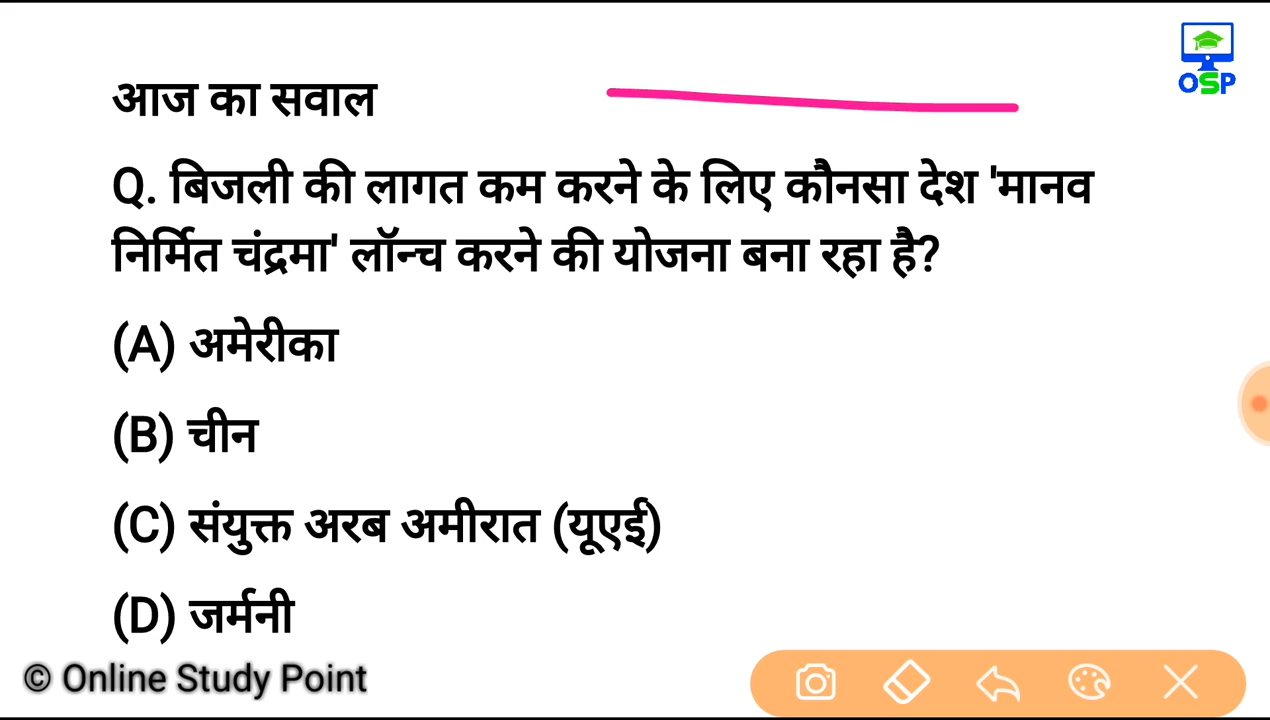 OSP
आज का सवाल
Q. बिजली की लागत कम करने के लिए कौनसा देश 'मानव
निर्मित चंद्रमा' लॉन्च करने की योजना बना रहा है?
(A) अमेरीका
(B) चीन
(C) संयुक्त अरब अमीरात (यूएई)
(D) जर्मनी
© Online Study Point